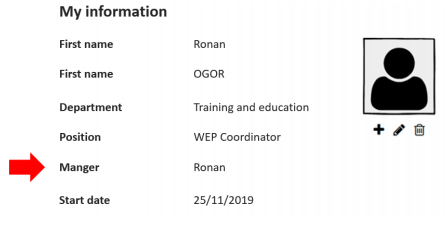 My information
First name Ronan
First name OGOR
Department Training and education
Position WEP Coordinator
Manger Ronan
Start date 25/11/2019